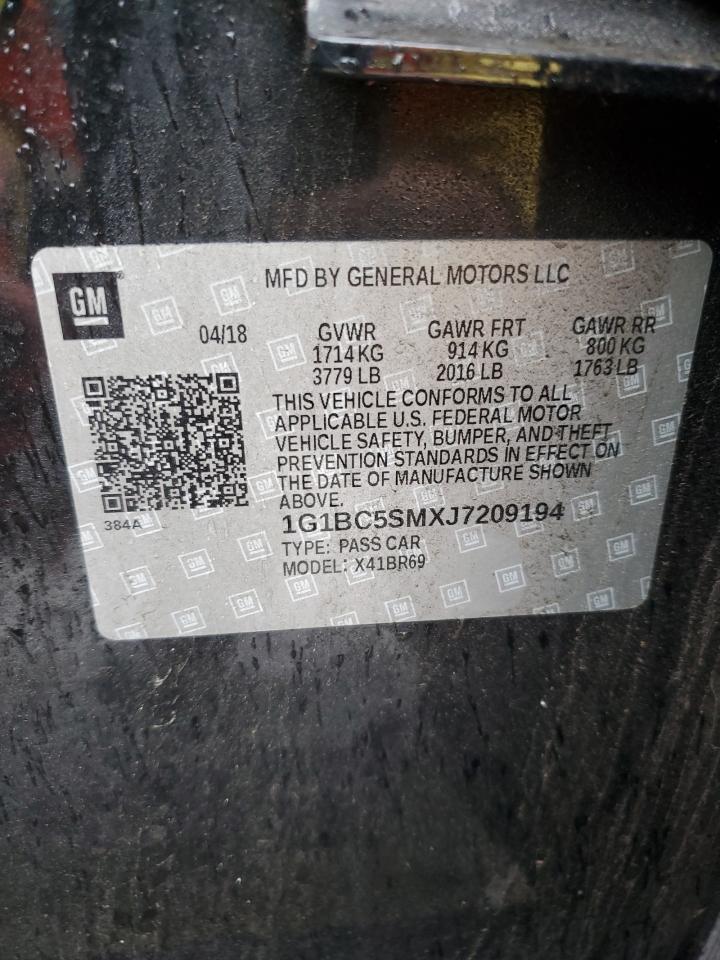 GM
MFD BY GENERAL MOTORS LLC
04/18 GVWR GAWR FRT GAWR RR
1714 KG 914 KG 800 KG
3779 LB 2016 LB 1763 LB
THIS VEHICLE CONFORMS TO ALL
APPLICABLE U.S. FEDERAL MOTOR
VEHICLE SAFETY, BUMPER, AND THEFT
PREVENTION STANDARDS IN EFFECT ON
THE DATE OF MANUFACTURE SHOWN
ABOVE.
384A
1G1BC5SMXJ7209194
TYPE: PASS CAR
MODEL: X41BR69